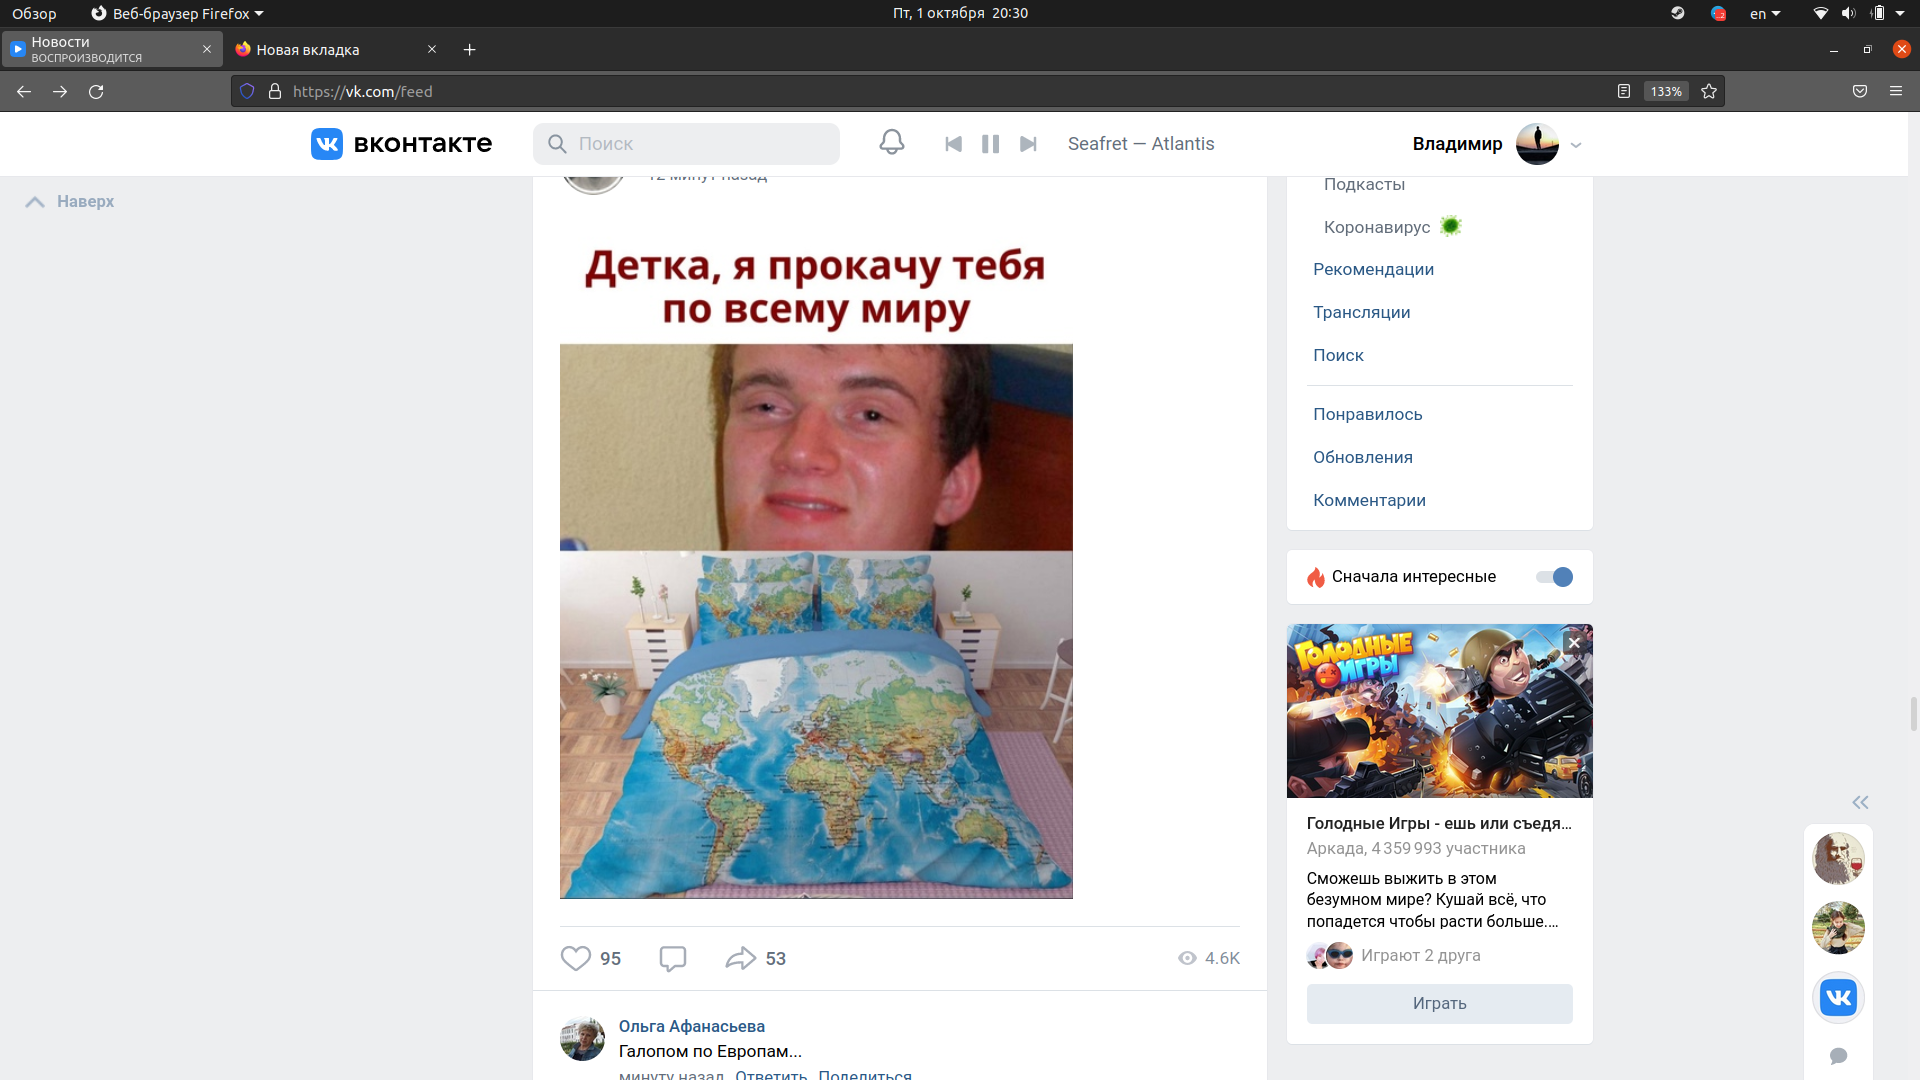 Обзор
Веб-браузер Firefox
Пт, 1 октября 20:30
en
Новости
ВОСПРОИЗВОДИТСЯ
Новая вкладка
https://vk.com/feed
133%
вконтакте
Поиск
Seafret — Atlantis
Владимир
Наверх
12 минут назад
Детка, я прокачу тебя
по всему миру
95
53
4.6K
Ольга Афанасьева
Галопом по Европам...
минуту назад Ответить Поделиться
Подкасты
Коронавирус
Рекомендации
Трансляции
Поиск
Понравилось
Обновления
Комментарии
Сначала интересные
ГОЛОДНЫЕ
ИГРЫ
Голодные Игры - ешь или съедя...
Аркада, 4 359 993 участника
Сможешь выжить в этом
безумном мире? Кушай всё, что
попадется чтобы расти больше....
Играют 2 друга
Играть